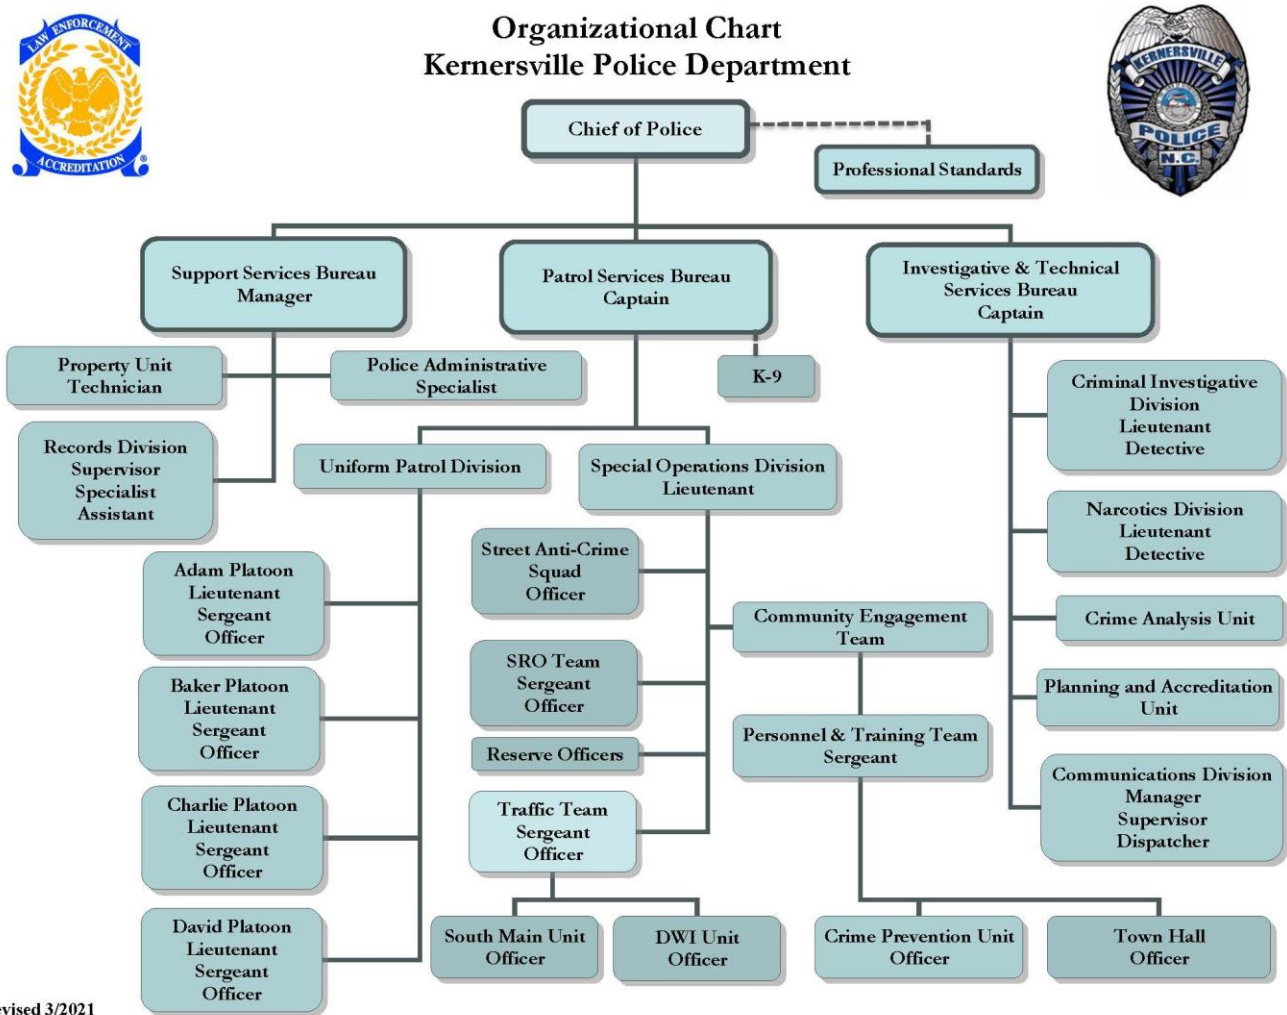 Organizational Chart
Kernersville Police Department
LAW ENFORCEMENT
ACCREDITATION ®
KERNERSVILLE
POLICE
N.C.
Chief of Police
Professional Standards
Support Services Bureau
Manager
Patrol Services Bureau
Captain
Investigative & Technical
Services Bureau
Captain
Property Unit
Technician
Police Administrative
Specialist
K-9
Records Division
Supervisor
Specialist
Assistant
Uniform Patrol Division
Special Operations Division
Lieutenant
Criminal Investigative
Division
Lieutenant
Detective
Narcotics Division
Lieutenant
Detective
Crime Analysis Unit
Planning and Accreditation
Unit
Communications Division
Manager
Supervisor
Dispatcher
Adam Platoon
Lieutenant
Sergeant
Officer
Baker Platoon
Lieutenant
Sergeant
Officer
Charlie Platoon
Lieutenant
Sergeant
Officer
David Platoon
Lieutenant
Sergeant
Officer
Street Anti-Crime
Squad
Officer
SRO Team
Sergeant
Officer
Reserve Officers
Traffic Team
Sergeant
Officer
Community Engagement
Team
Personnel & Training Team
Sergeant
South Main Unit
Officer
DWI Unit
Officer
Crime Prevention Unit
Officer
Town Hall
Officer
evised 3/2021